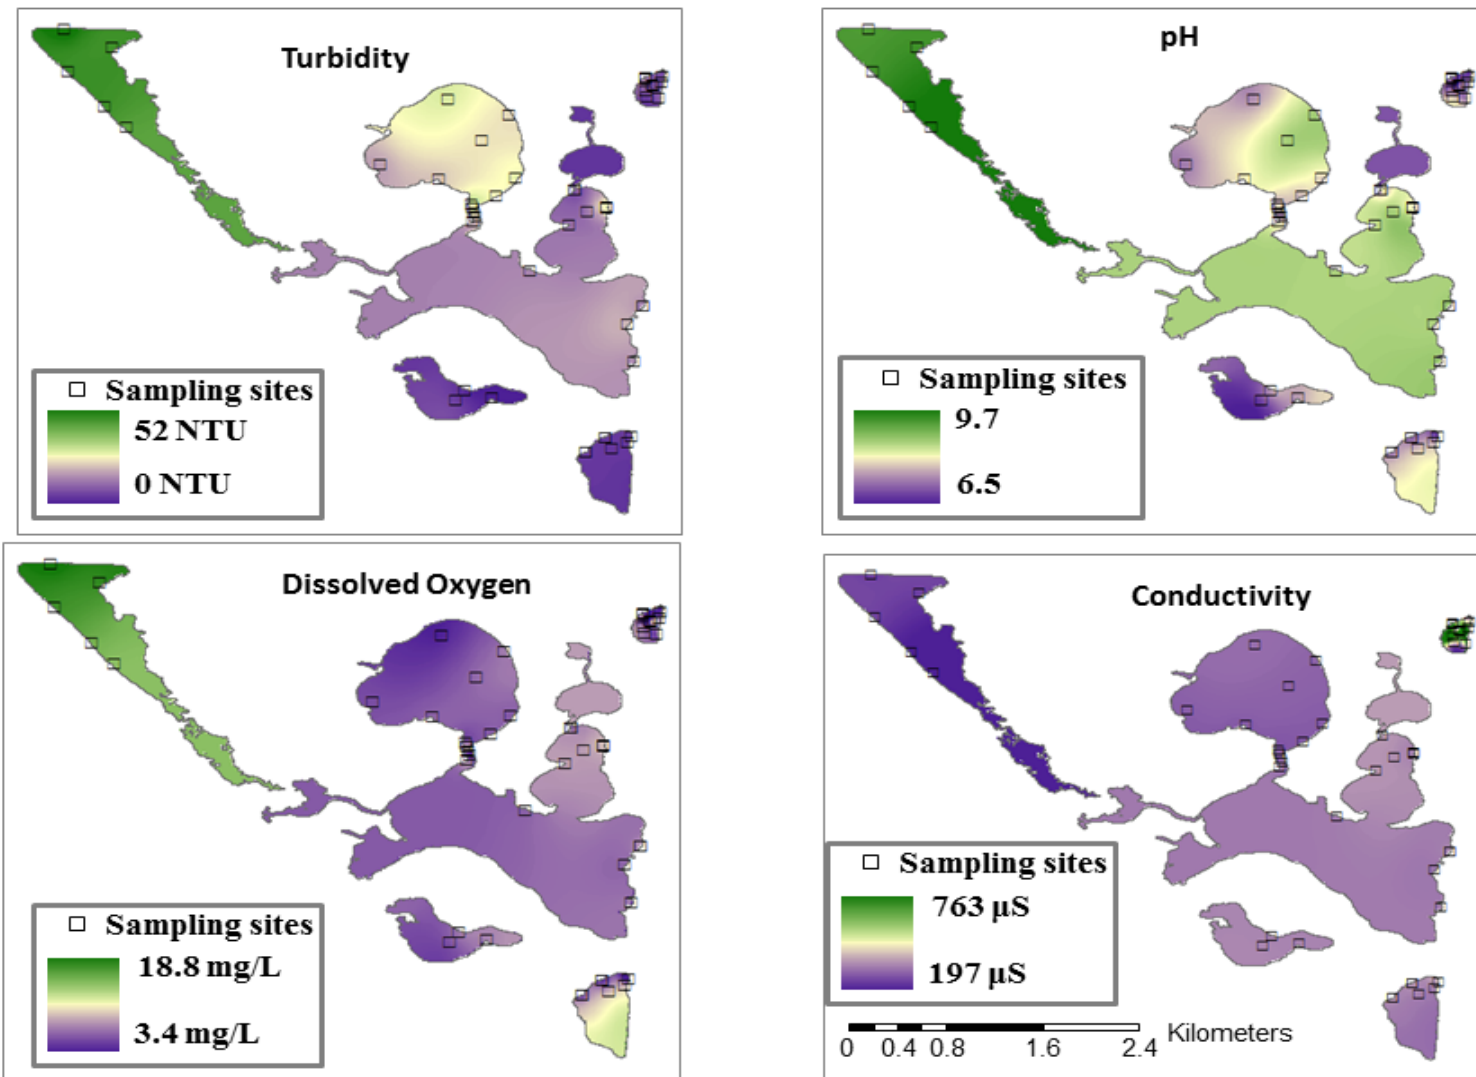 Turbidity
Sampling sites
52 NTU
0 NTU
pH
Sampling sites
9.7
6.5
Dissolved Oxygen
Sampling sites
18.8 mg/L
3.4 mg/L
Conductivity
Sampling sites
763 µS
197 µS
Kilometers
0 0.4 0.8 1.6 2.4